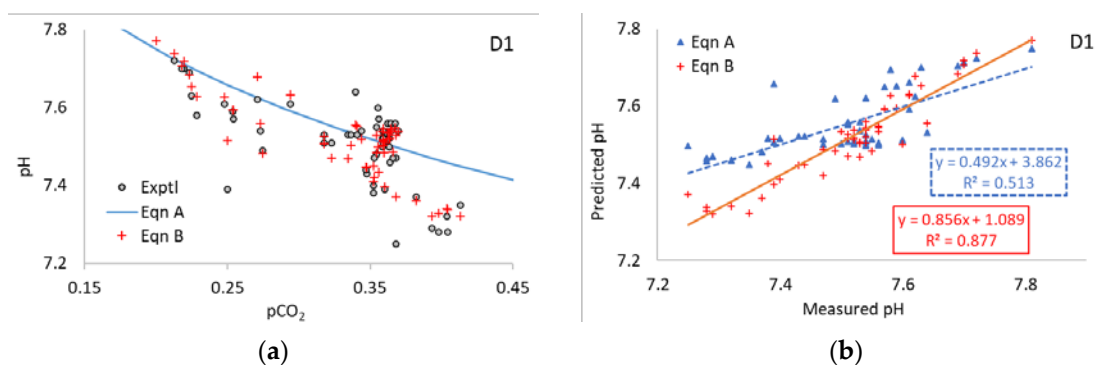 7.8
D1
7.6
pH
7.4
Exptl
Eqn A
Eqn B
7.2
0.15
0.25
0.35
0.45
pCO₂
(a)
7.8
Eqn A
D1
Eqn B
7.6
Predicted pH
y = 0.492x + 3.862
R² = 0.513
7.4
y = 0.856x + 1.089
R² = 0.877
7.2
7.2
7.4
7.6
7.8
Measured pH
(b)